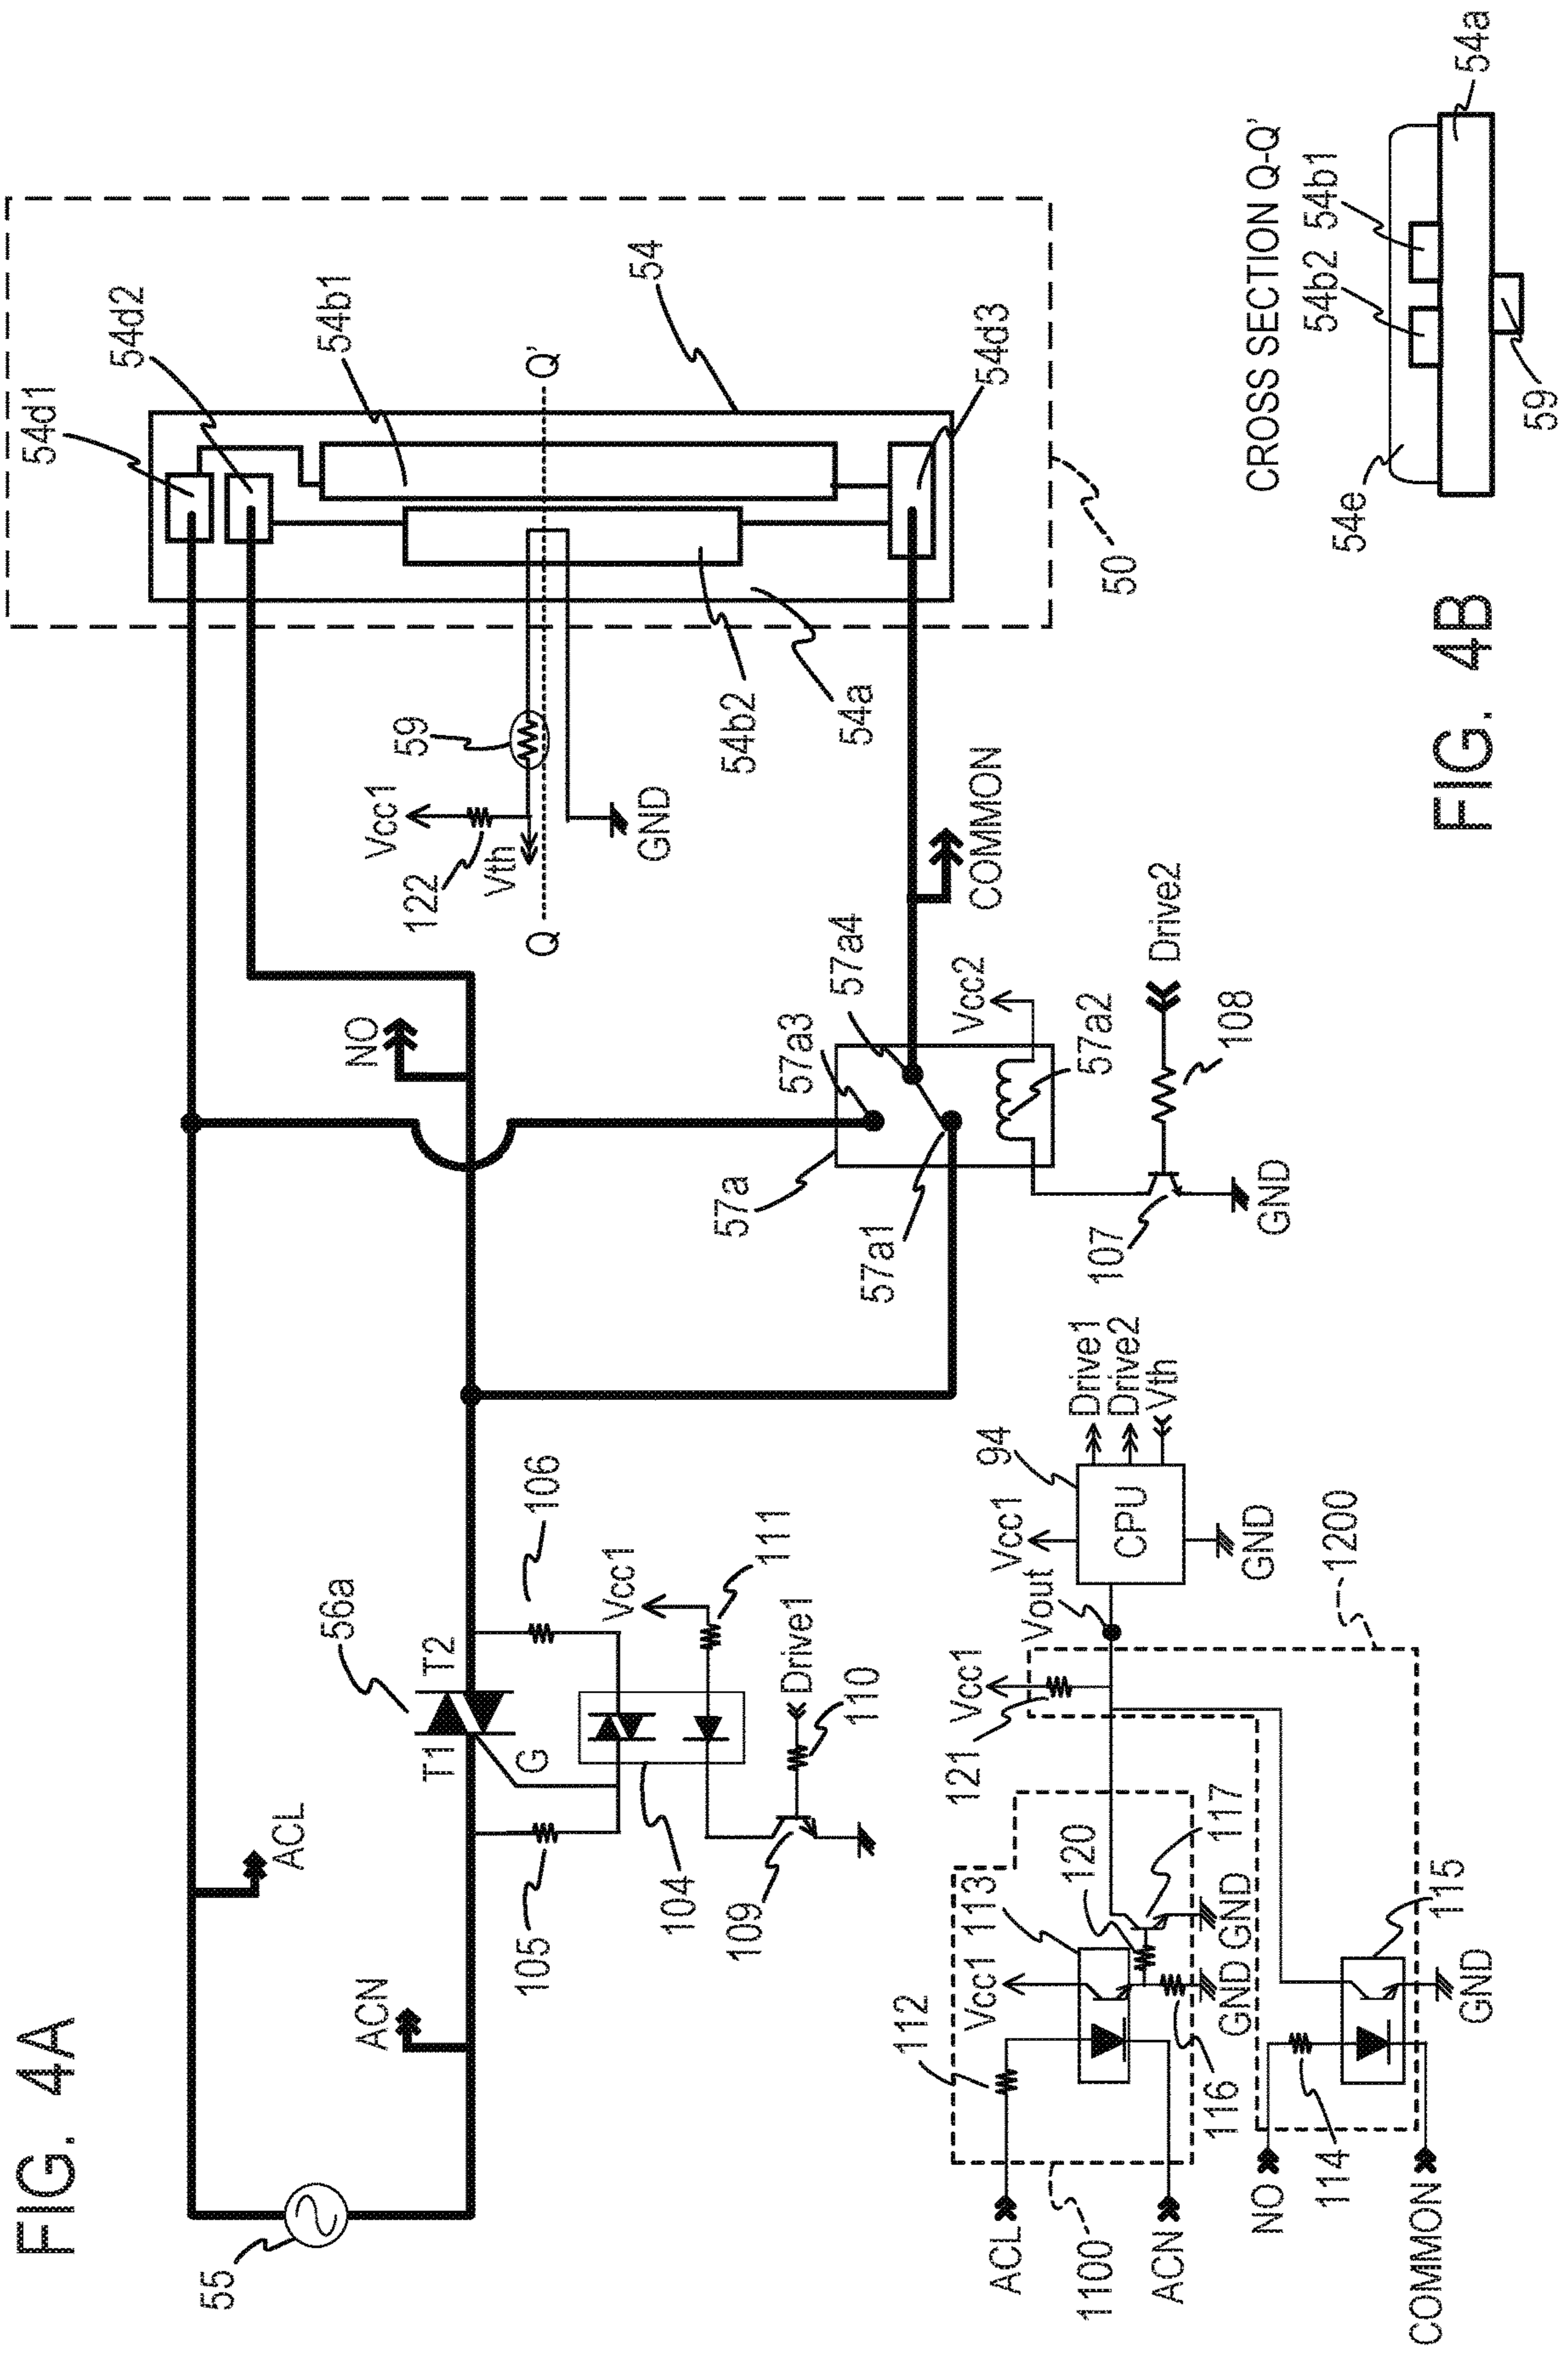 FIG. 4A
55
ACN
ACL
56a
T1
T2
G
105
106
104
Vcc1
111
109
Drive1
110
NO
57a
57a3
57a4
57a1
Vcc2
57a2
107
108
Drive2
GND
COMMON
Q
Q'
Vcc1
122
Vth
59
GND
54d1
54d2
54b1
54
54d3
54b2
54a
50
ACL
1100
ACN
112
Vcc1
113
120
117
116
GND
GND
121
Vcc1
Vout
Vcc1
94
CPU
Drive1
Drive2
Vth
GND
1200
NO
114
COMMON
115
GND
FIG. 4B
CROSS SECTION Q-Q'
54e
54b2
54b1
54a
59